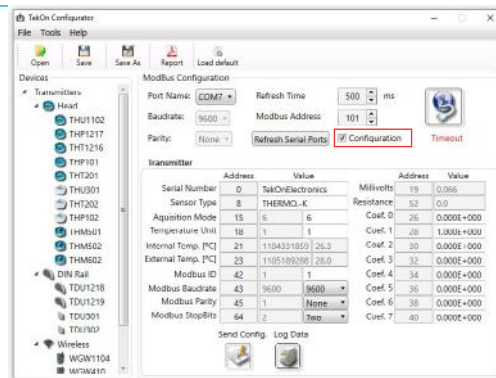 TekOn Configurator
File Tools Help
Open Save Save As Report Load default
Devices
Transmitters
Head
THU1102
THP1217
THT1216
THP101
THT201
THU301
THT202
THP102
THM501
THM502
THM602
DIN Rail
TDU1218
TDU1219
TDU301
TDU302
Wireless
WGW1104
WGW410
ModBus Configuration
Port Name: COM7 Refresh Time 500 ms
Baudrate: 9600 Modbus Address 101
Parity: None Refresh Serial Ports Configuration Timeout
Transmitter
Address Value Address Value
Serial Number 0 TekOnElectronics Millivolts 19 0.066
Sensor Type 8 THERMO.-K Resistance 52 0.0
Aquisition Mode 15 6 6 Coef. 0 26 0.000E+000
Temperature Unit 18 1 1 Coef. 1 28 1.000E+000
Internal Temp. [ºC] 21 1104331859 26.3 Coef. 2 30 0.000E+000
External Temp. [ºC] 23 1105189288 28.0 Coef. 3 32 0.000E+000
Modbus ID 42 1 1 Coef. 4 34 0.000E+000
Modbus Baudrate 43 9600 9600 Coef. 5 36 0.000E+000
Modbus Parity 45 1 None Coef. 6 38 0.000E+000
Modbus StopBits 64 2 Two Coef. 7 40 0.000E+000
Send Config. Log Data